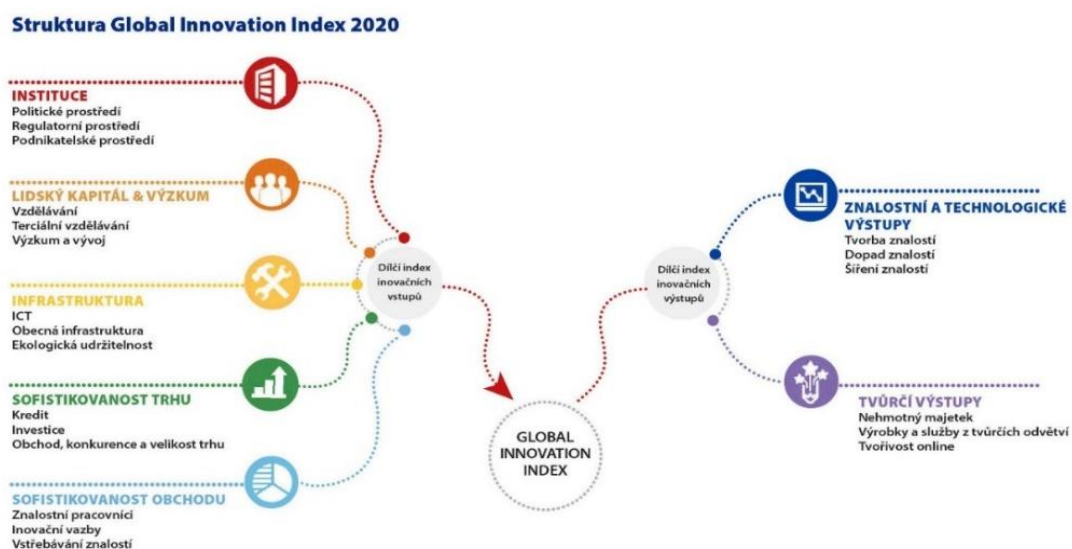 Struktura Global Innovation Index 2020
INSTITUCE
Politické prostředí
Regulatorní prostředí
Podnikatelské prostředí
LIDSKÝ KAPITÁL & VÝZKUM
Vzdělávání
Terciální vzdělávání
Výzkum a vývoj
INFRASTRUKTURA
ICT
Obecná infrastruktura
Ekologická udržitelnost
SOFISTIKOVANOST TRHU
Kredit
Investice
Obchod, konkurence a velikost trhu
SOFISTIKOVANOST OBCHODU
Znalostní pracovníci
Inovační vazby
Vstřebávání znalostí
Dílčí index
inovačních
vstupů
GLOBAL
INNOVATION
INDEX
Dílčí index
inovačních
výstupů
ZNALOSTNÍ A TECHNOLOGICKÉ
VÝSTUPY
Tvorba znalostí
Dopad znalostí
Šíření znalostí
TVŮRČÍ VÝSTUPY
Nehmotný majetek
Výrobky a služby z tvůrčích odvětví
Tvořivost online